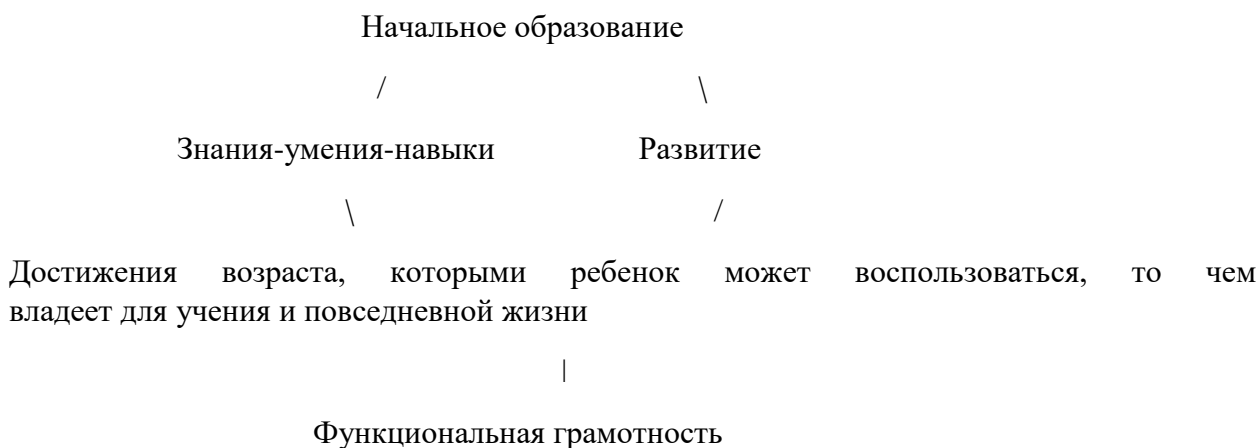 Начальное образование
/ \
Знания-умения-навыки Развитие
\ /
Достижения возраста, которыми ребенок может воспользоваться, то чем
владеет для учения и повседневной жизни
|
Функциональная грамотность